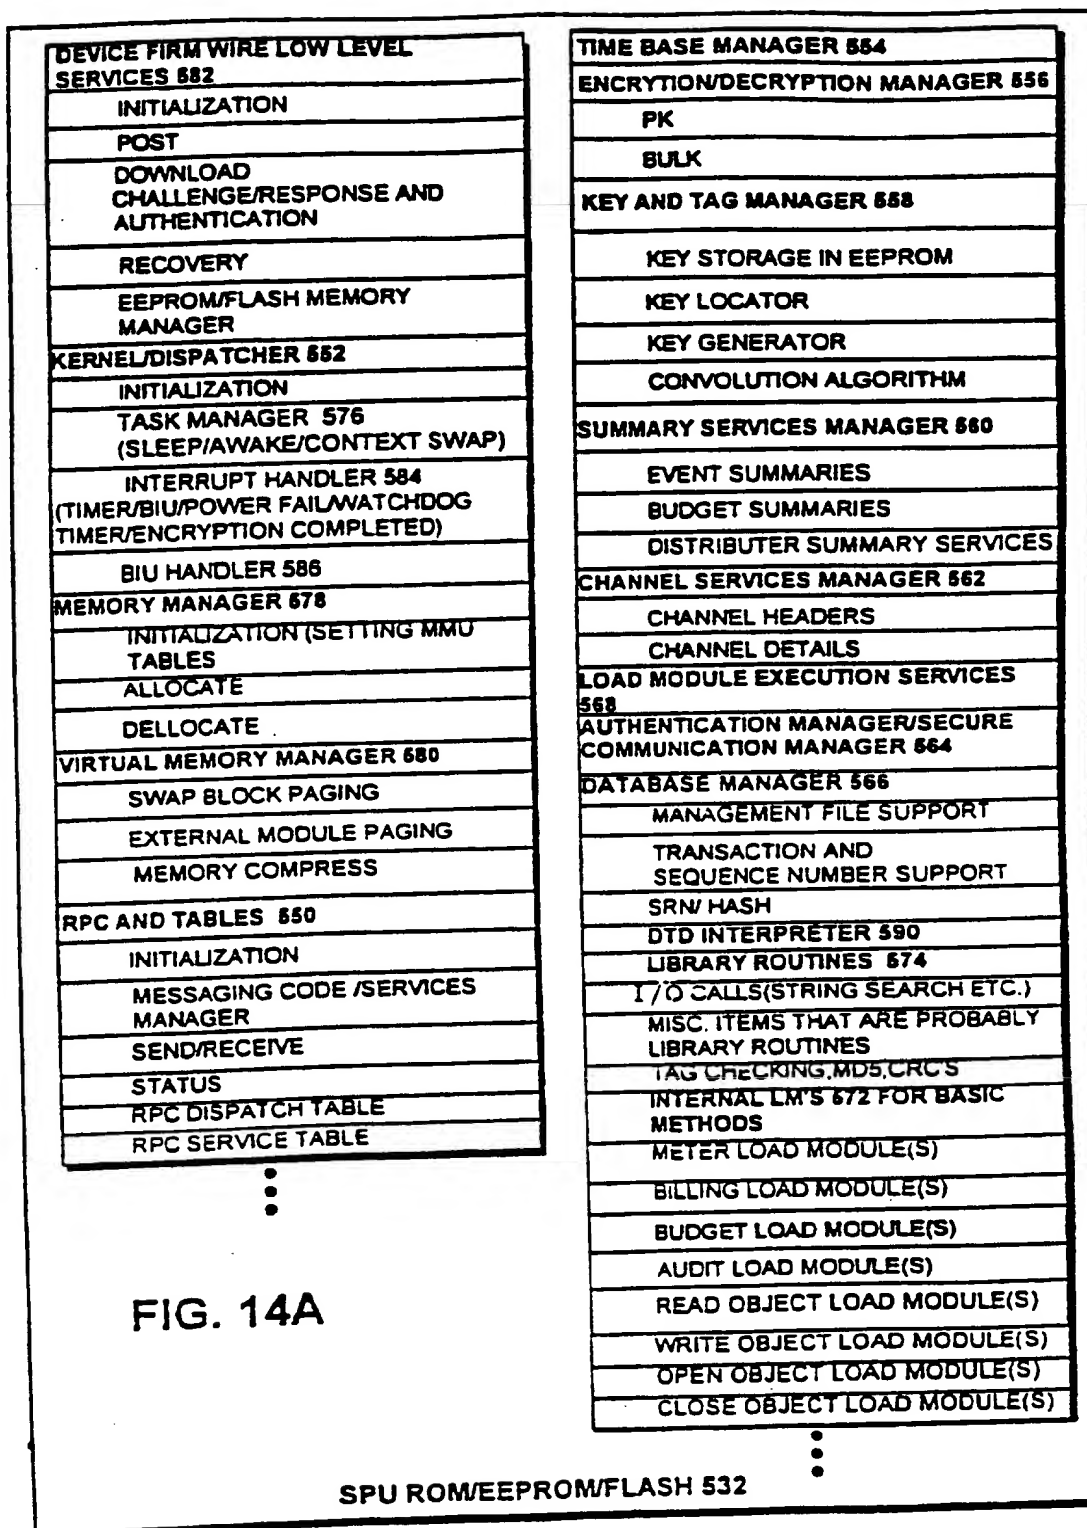 DEVICE FIRM WIRE LOW LEVEL
SERVICES 582
INITIALIZATION
POST
DOWNLOAD
CHALLENGE/RESPONSE AND
AUTHENTICATION
RECOVERY
EEPROM/FLASH MEMORY
MANAGER
KERNEL/DISPATCHER 552
INITIALIZATION
TASK MANAGER 576
(SLEEP/AWAKE/CONTEXT SWAP)
INTERRUPT HANDLER 584
(TIMER/BIU/POWER FAIL/WATCHDOG
TIMER/ENCRYPTION COMPLETED)
BIU HANDLER 586
MEMORY MANAGER 578
INITIALIZATION (SETTING MMU
TABLES
ALLOCATE
DELLOCATE
VIRTUAL MEMORY MANAGER 580
SWAP BLOCK PAGING
EXTERNAL MODULE PAGING
MEMORY COMPRESS
RPC AND TABLES 550
INITIALIZATION
MESSAGING CODE /SERVICES
MANAGER
SEND/RECEIVE
STATUS
RPC DISPATCH TABLE
RPC SERVICE TABLE
TIME BASE MANAGER 554
ENCRYTION/DECRYPTION MANAGER 556
PK
BULK
KEY AND TAG MANAGER 558
KEY STORAGE IN EEPROM
KEY LOCATOR
KEY GENERATOR
CONVOLUTION ALGORITHM
SUMMARY SERVICES MANAGER 560
EVENT SUMMARIES
BUDGET SUMMARIES
DISTRIBUTER SUMMARY SERVICES
CHANNEL SERVICES MANAGER 562
CHANNEL HEADERS
CHANNEL DETAILS
LOAD MODULE EXECUTION SERVICES
568
AUTHENTICATION MANAGER/SECURE
COMMUNICATION MANAGER 564
DATABASE MANAGER 566
MANAGEMENT FILE SUPPORT
TRANSACTION AND
SEQUENCE NUMBER SUPPORT
SRN/ HASH
DTD INTERPRETER 590
LIBRARY ROUTINES 574
I/O CALLS(STRING SEARCH ETC.)
MISC. ITEMS THAT ARE PROBABLY
LIBRARY ROUTINES
TAG CHECKING,MD5,CRC'S
INTERNAL LM'S 572 FOR BASIC
METHODS
METER LOAD MODULE(S)
BILLING LOAD MODULE(S)
BUDGET LOAD MODULE(S)
AUDIT LOAD MODULE(S)
READ OBJECT LOAD MODULE(S)
WRITE OBJECT LOAD MODULE(S)
OPEN OBJECT LOAD MODULE(S)
CLOSE OBJECT LOAD MODULE(S)
FIG. 14A
SPU ROM/EEPROM/FLASH 532